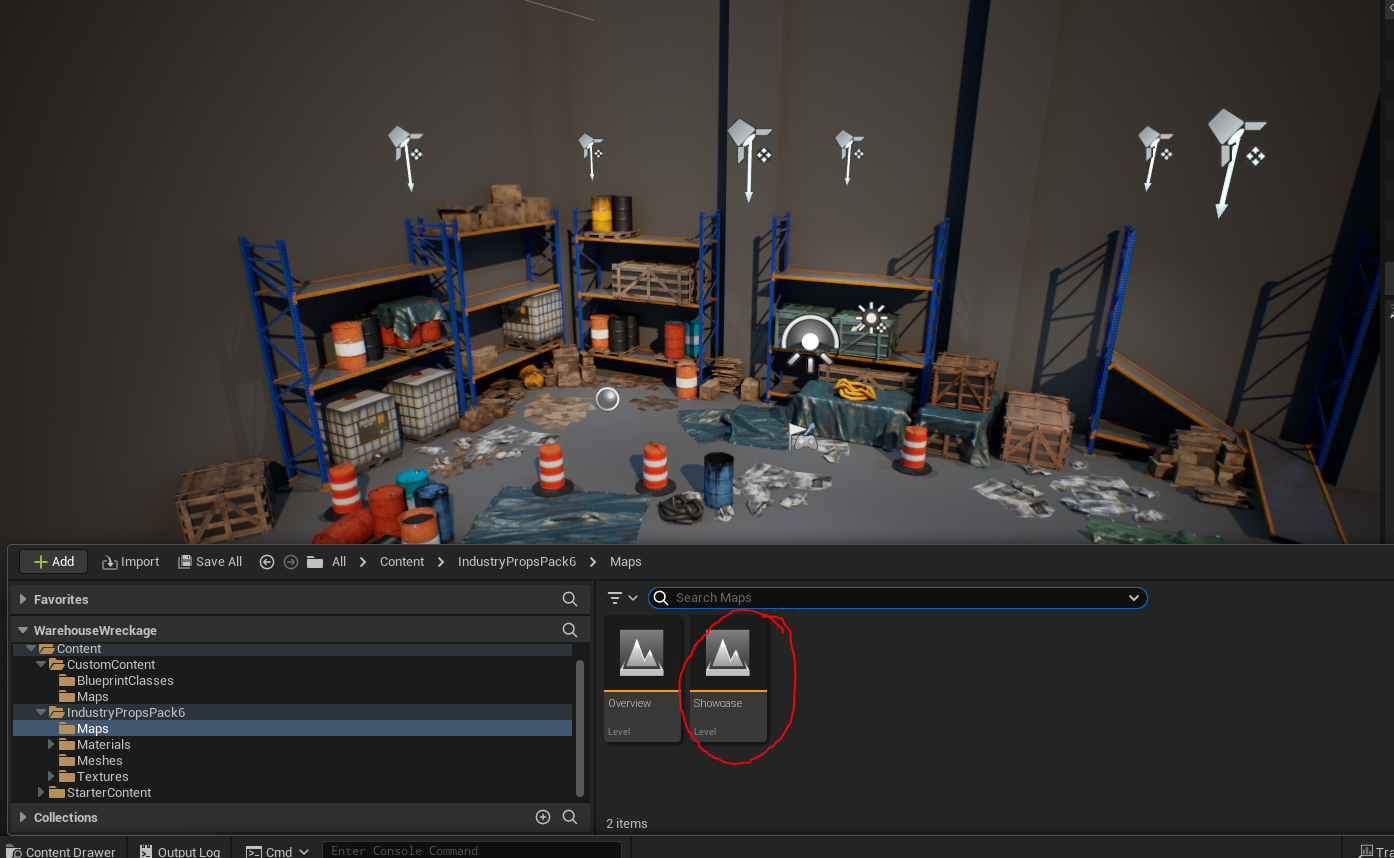 Add Import Save All All Content IndustryPropsPack6 Maps
Favorites
WarehouseWreckage
Content
CustomContent
BlueprintClasses
Maps
IndustryPropsPack6
Maps
Materials
Meshes
Textures
StarterContent
Collections
Search Maps
Overview
Level
Showcase
Level
2 items
Content Drawer Output Log Cmd Enter Console Command